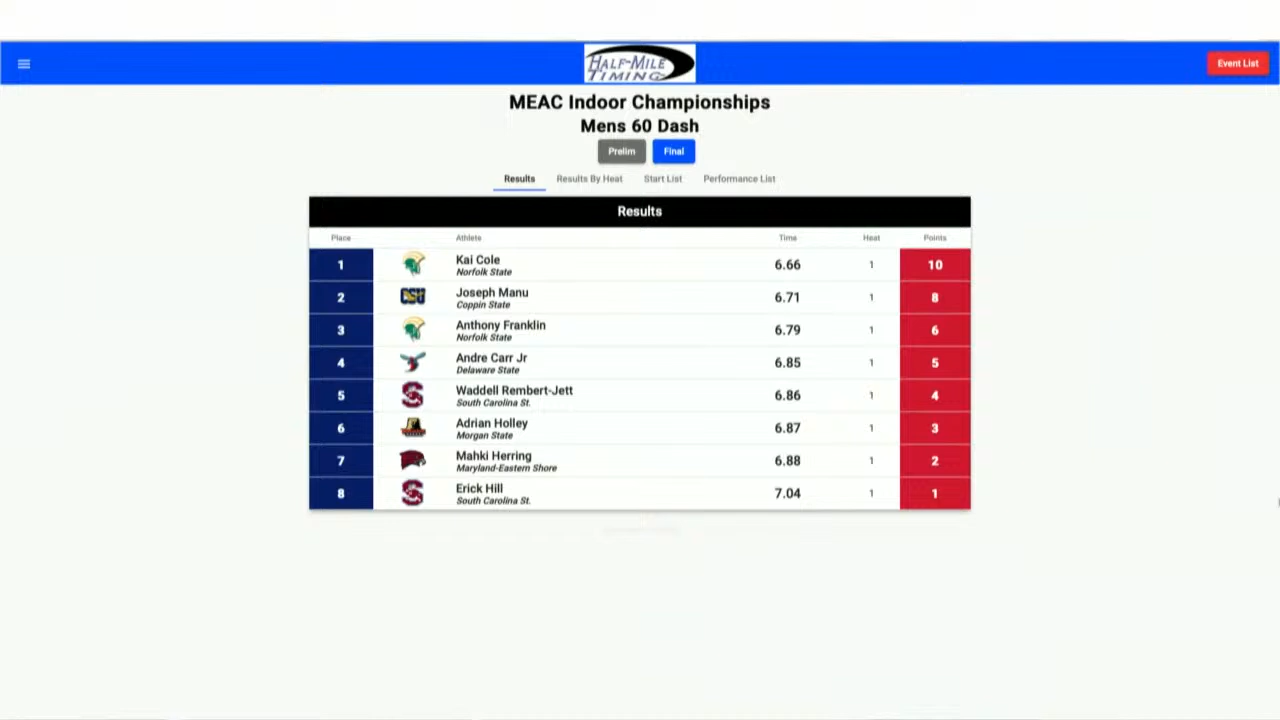 HALF-MILE
TIMING
Event List
MEAC Indoor Championships
Mens 60 Dash
Prelim Final
Results Results By Heat Start List Performance List
Results
Place Athlete Time Heat Points
1 Kai Cole 6.66 1 10
Norfolk State
2 CSU Joseph Manu 6.71 1 8
Coppin State
3 Anthony Franklin 6.79 1 6
Norfolk State
4 Andre Carr Jr 6.85 1 5
Delaware State
5 Waddell Rembert-Jett 6.86 1 4
South Carolina St.
6 Adrian Holley 6.87 1 3
Morgan State
7 Mahki Herring 6.88 1 2
Maryland-Eastern Shore
8 Erick Hill 7.04 1 1
South Carolina St.